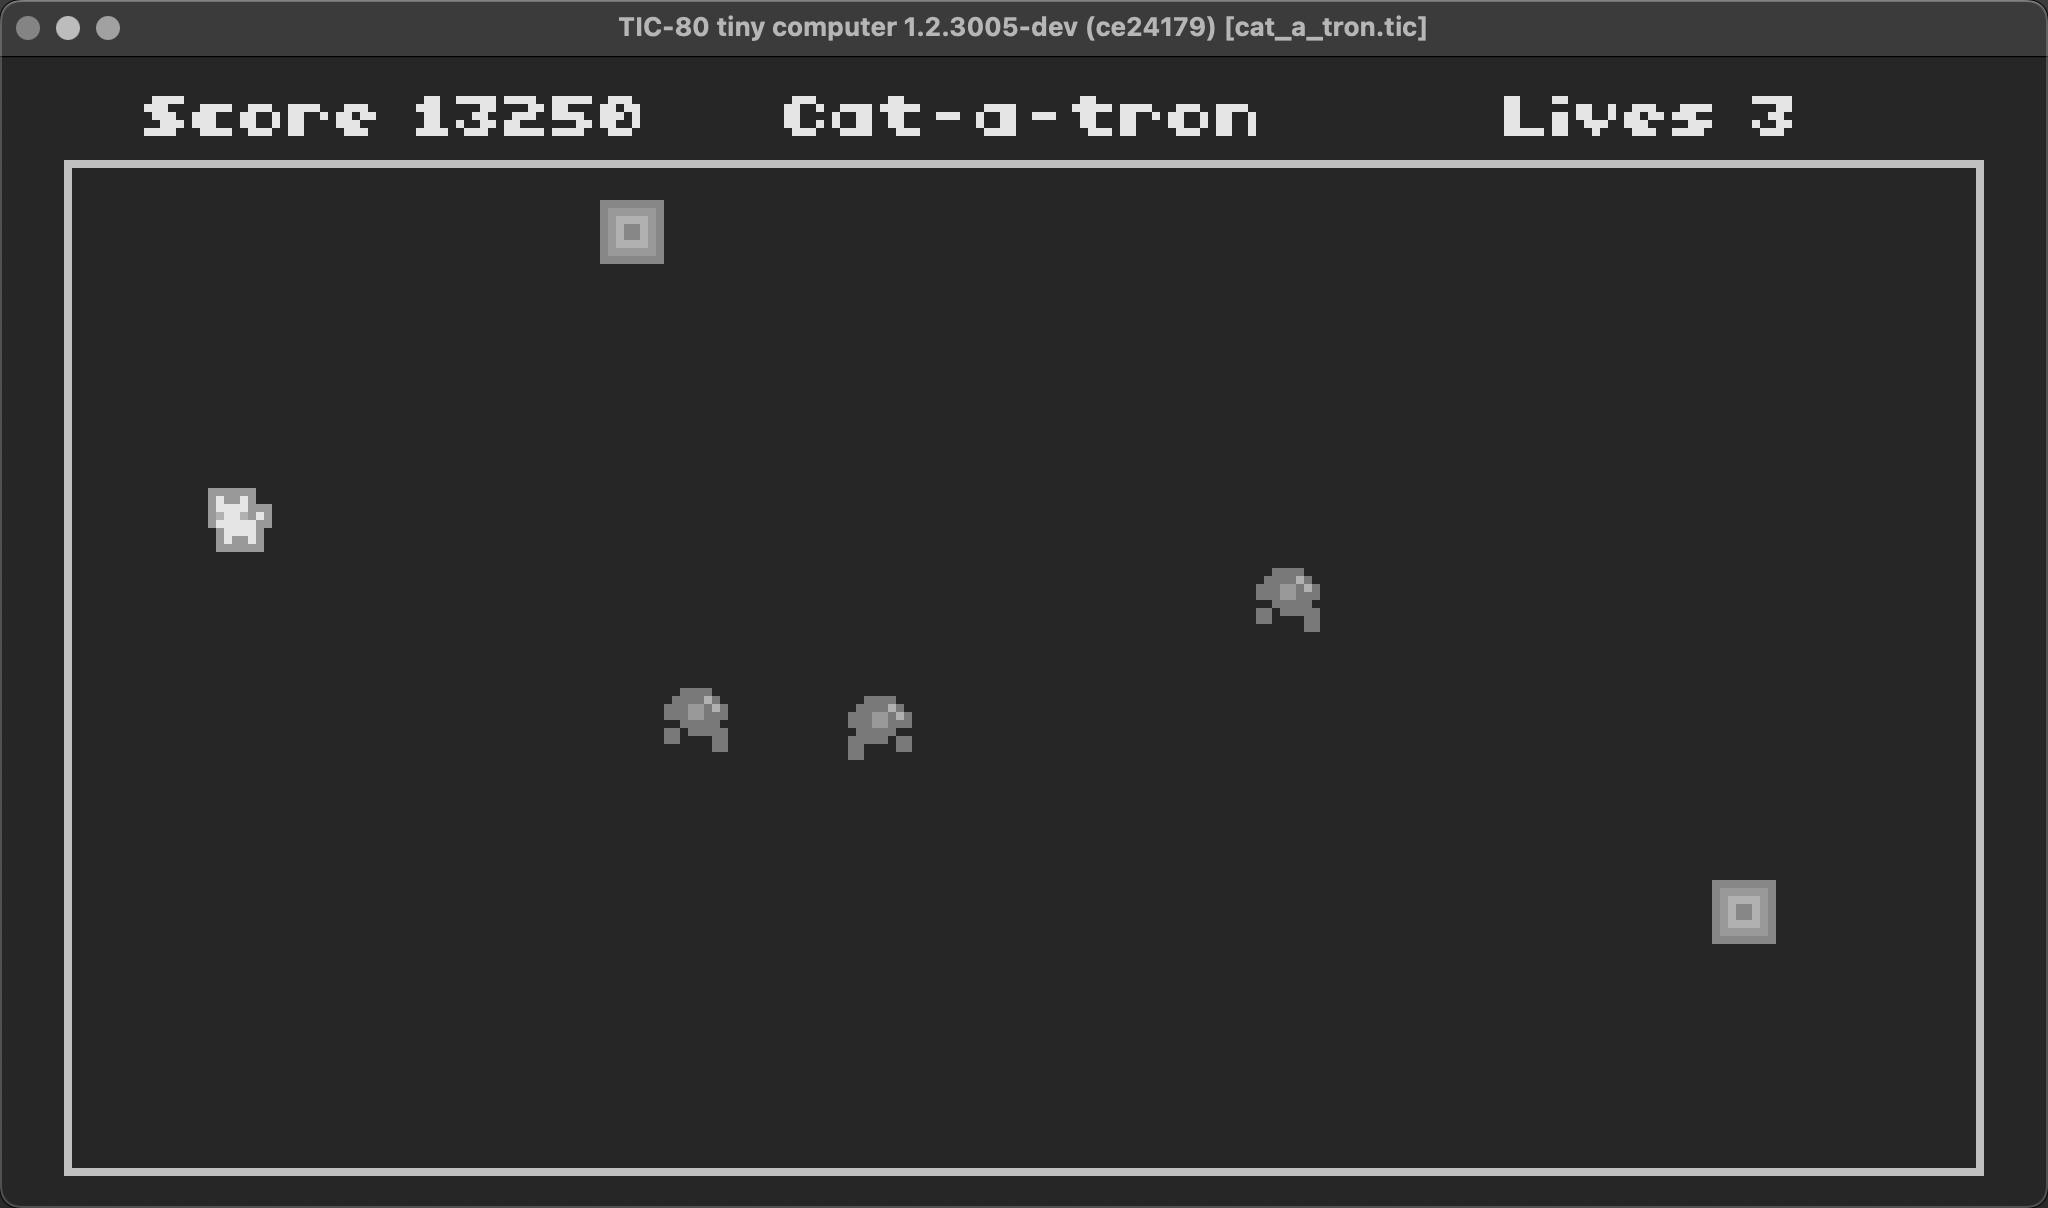 TIC-80 tiny computer 1.2.3005-dev (ce24179) [cat_a_tron.tic]
Score 13250 Cat-a-tron Lives 3